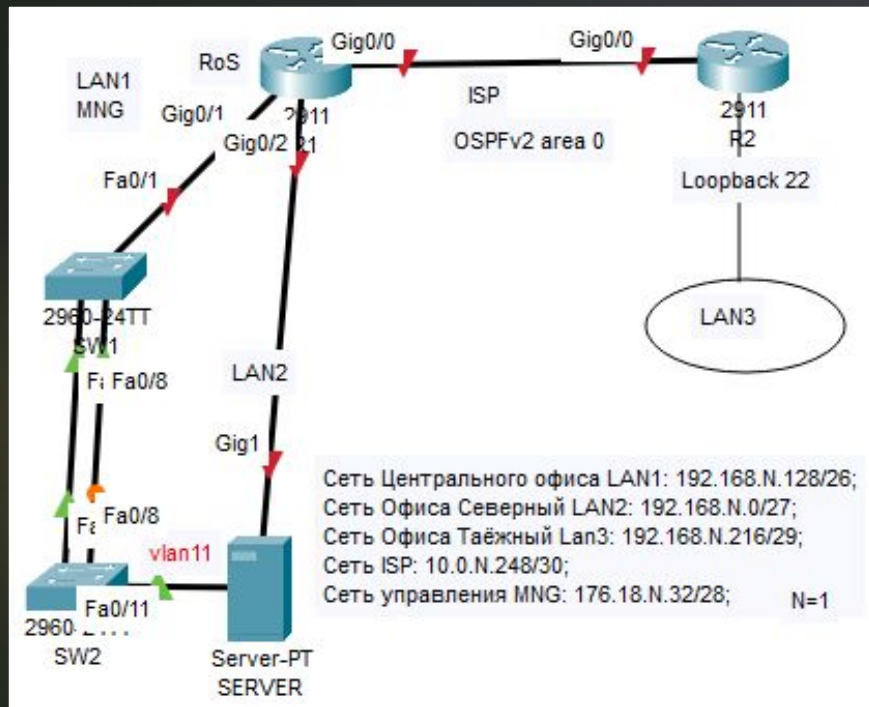 Gig0/0
Gig0/0
RoS
LAN1
MNG
2911
ISP
2911
R2
Gig0/1
Gig0/2
21
OSPFv2 area 0
Fa0/1
Loopback 22
2960-24TT
SW1
LAN3
Fa0/8
LAN2
Gig1
Сеть Центрального офиса LAN1: 192.168.N.128/26;
Сеть Офиса Северный LAN2: 192.168.N.0/27;
Сеть Офиса Таёжный Lan3: 192.168.N.216/29;
Сеть ISP: 10.0.N.248/30;
Сеть управления MNG: 176.18.N.32/28;
N=1
Fa0/8
vlan11
Fa0/11
2960-
SW2
Server-PT
SERVER